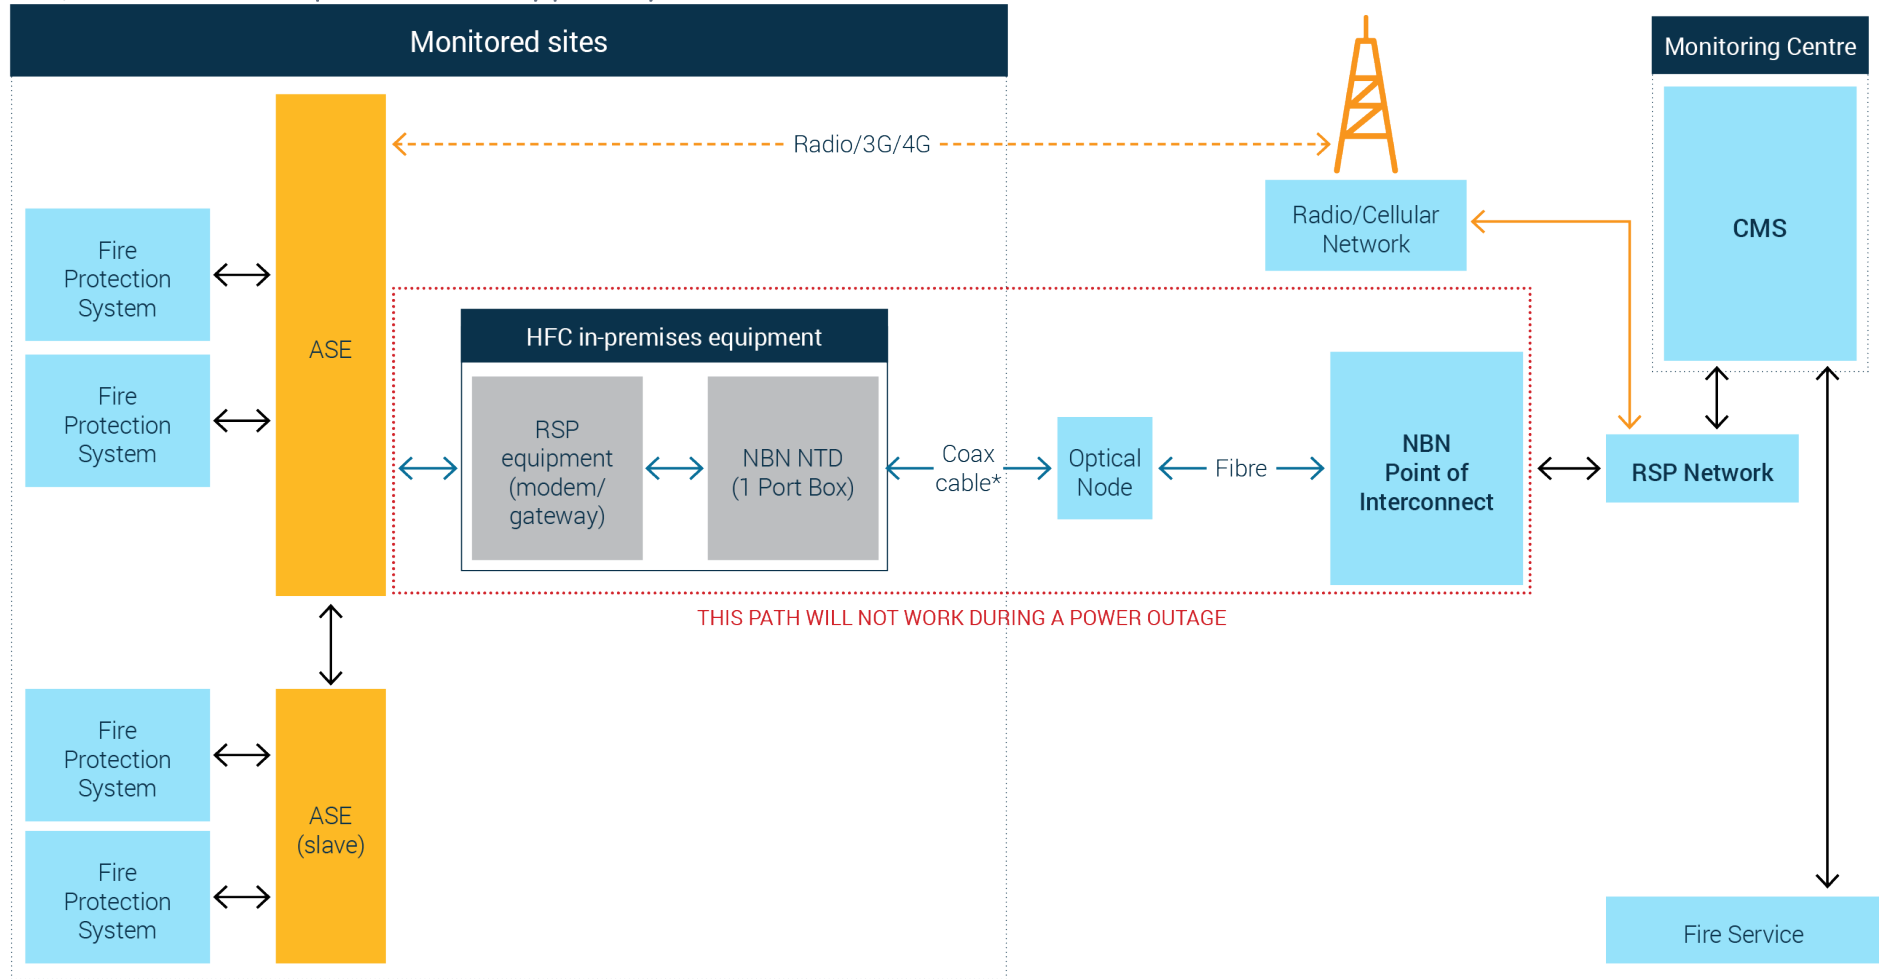 Monitored sites
Monitoring Centre
Radio/3G/4G
Radio/Cellular
Network
CMS
Fire
Protection
System
Fire
Protection
System
ASE
HFC in-premises equipment
RSP
equipment
(modem/
gateway)
NBN NTD
(1 Port Box)
Coax
cable*
Optical
Node
Fibre
NBN
Point of
Interconnect
RSP Network
THIS PATH WILL NOT WORK DURING A POWER OUTAGE
Fire
Protection
System
Fire
Protection
System
ASE
(slave)
Fire Service